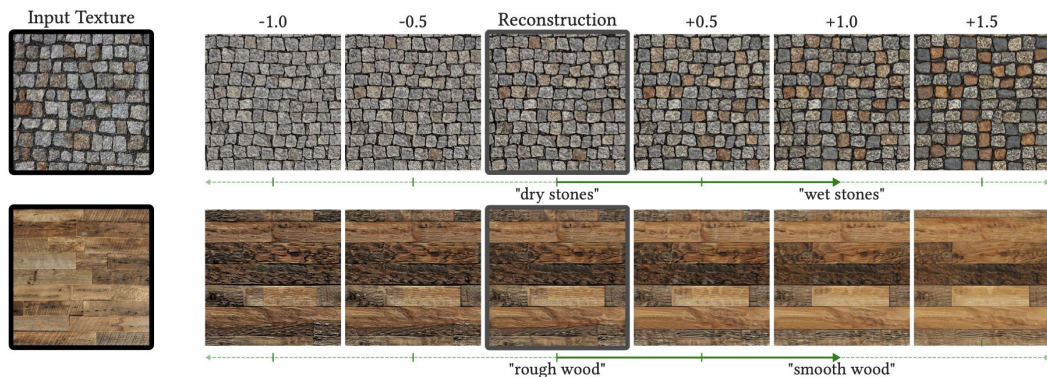 Input Texture
-1.0 -0.5 Reconstruction +0.5 +1.0 +1.5
"dry stones" "wet stones"
"rough wood" "smooth wood"